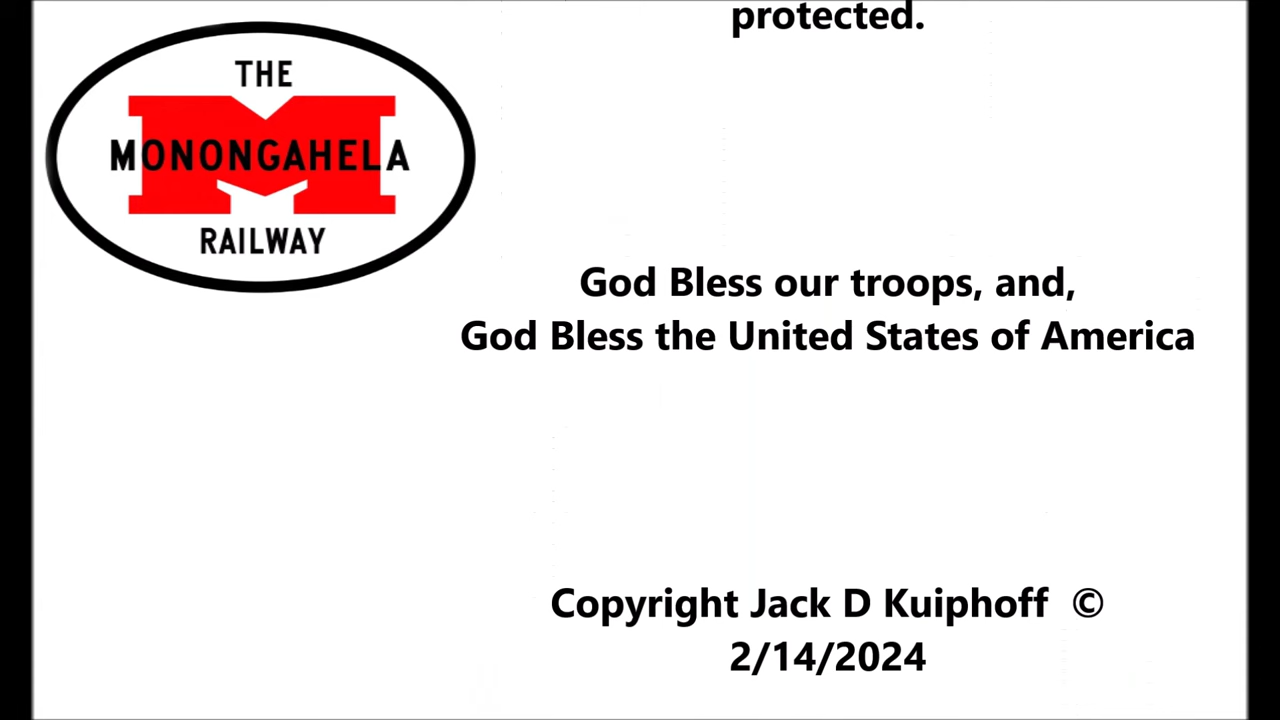 protected.
THE
MONONGAHELA
RAILWAY
God Bless our troops, and,
God Bless the United States of America
Copyright Jack D Kuiphoff ©
2/14/2024